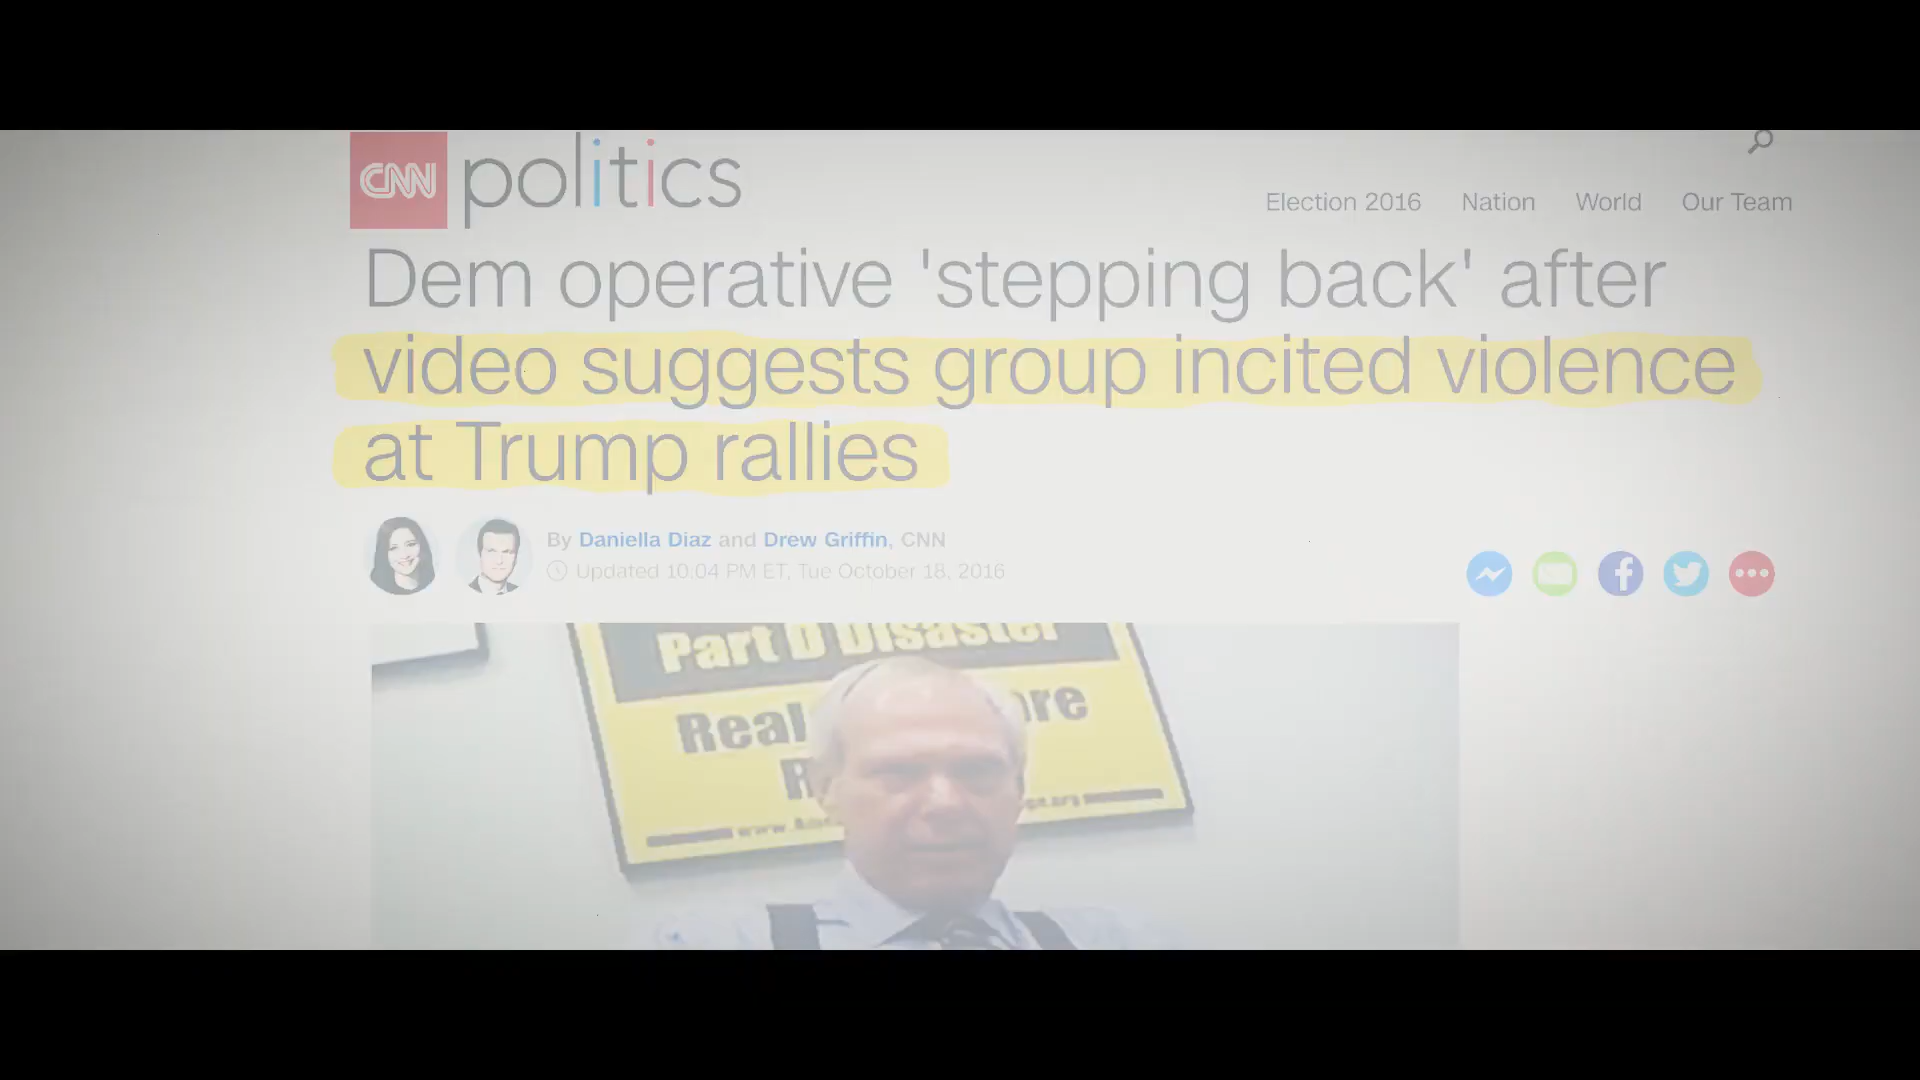 CNN politics
Election 2016 Nation World Our Team
Dem operative 'stepping back' after
video suggests group incited violence
at Trump rallies
By Daniella Diaz and Drew Griffin, CNN
Updated 10:04 PM ET, Tue October 18, 2016
Part D Disaster
Real